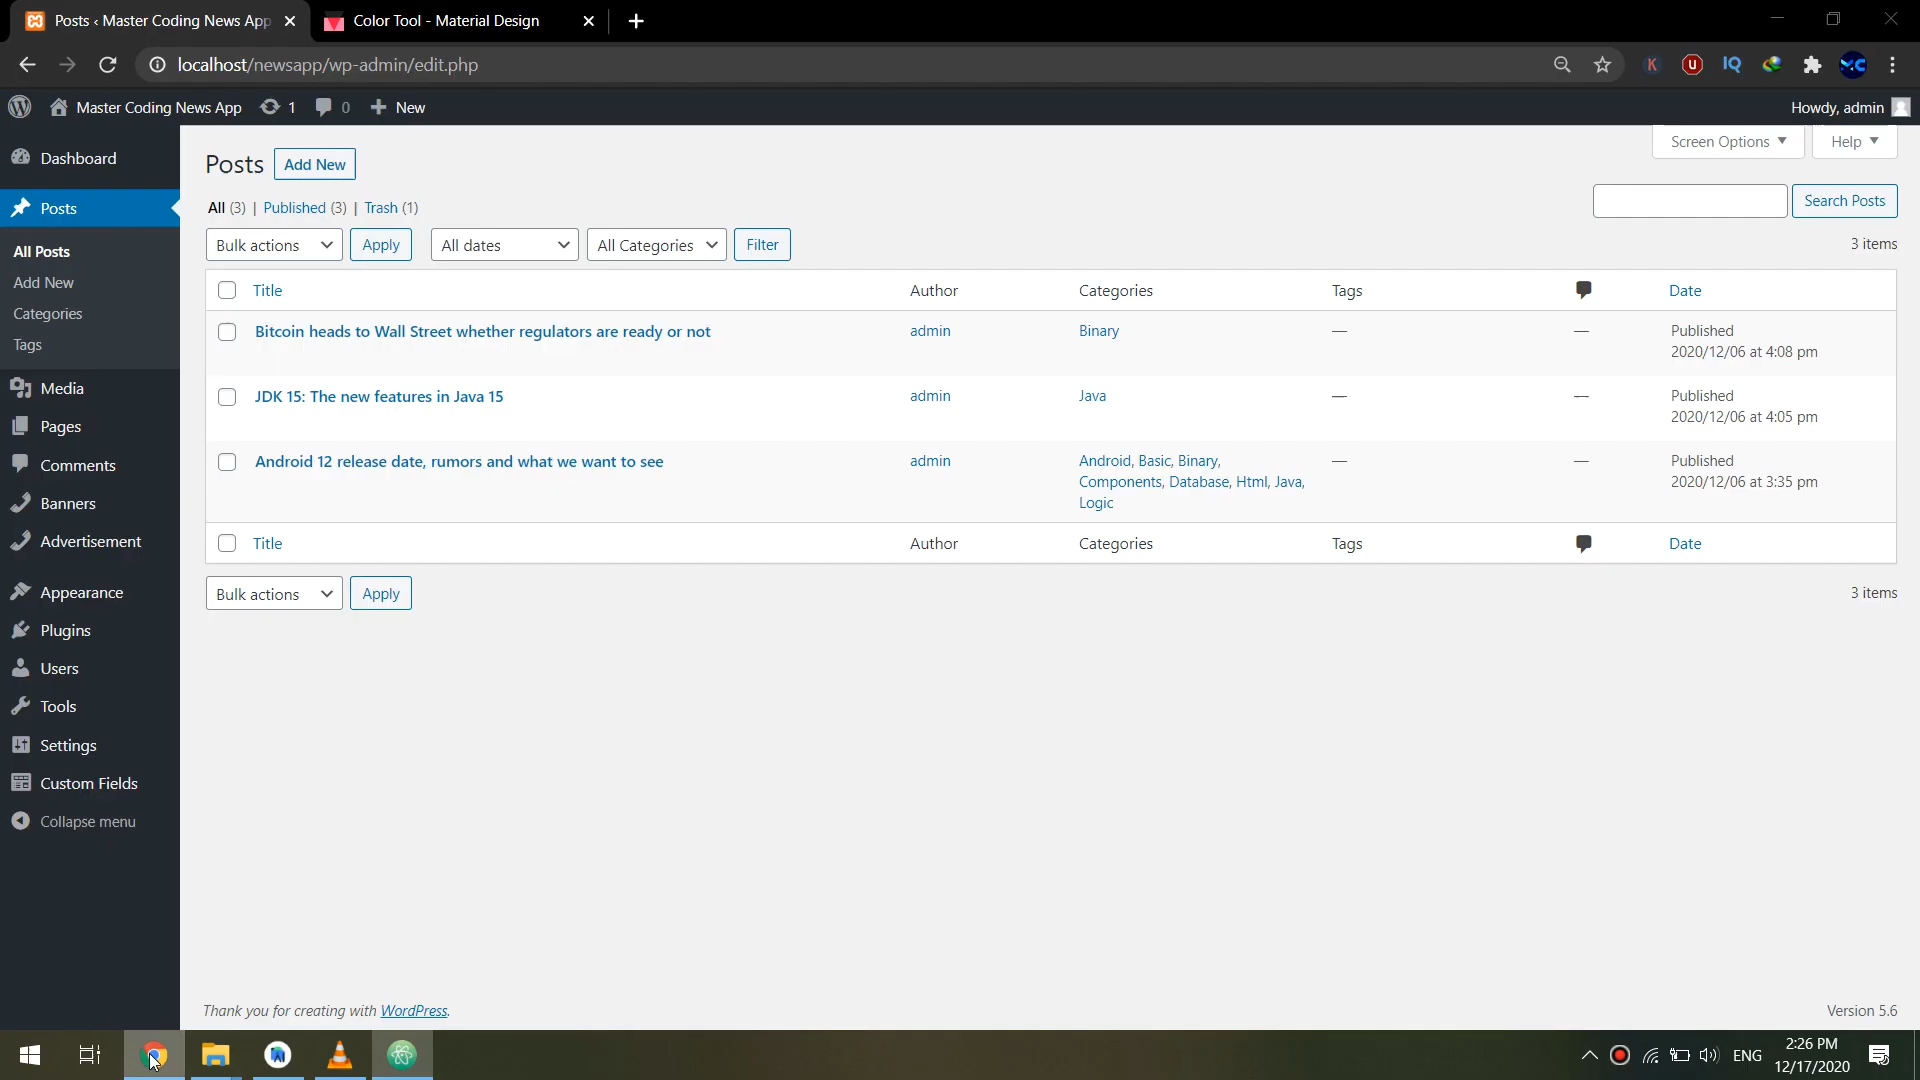 Posts ‹ Master Coding News App
Color Tool - Material Design
localhost/newsapp/wp-admin/edit.php
K
U
IQ
MC
Master Coding News App
1
0
New
Howdy, admin
Dashboard
Posts
All Posts
Add New
Categories
Tags
Media
Pages
Comments
Banners
Advertisement
Appearance
Plugins
Users
Tools
Settings
Custom Fields
Collapse menu
Screen Options
Help
Posts
Add New
All (3) | Published (3) | Trash (1)
Search Posts
Bulk actions
Apply
All dates
All Categories
Filter
3 items
Title Author Categories Tags Date
Bitcoin heads to Wall Street whether regulators are ready or not admin Binary — — Published
2020/12/06 at 4:08 pm
JDK 15: The new features in Java 15 admin Java — — Published
2020/12/06 at 4:05 pm
Android 12 release date, rumors and what we want to see admin Android, Basic, Binary, — — Published
Components, Database, Html, Java, 2020/12/06 at 3:35 pm
Logic
Title Author Categories Tags Date
Bulk actions
Apply
3 items
Thank you for creating with WordPress.
Version 5.6
ENG
2:26 PM
12/17/2020